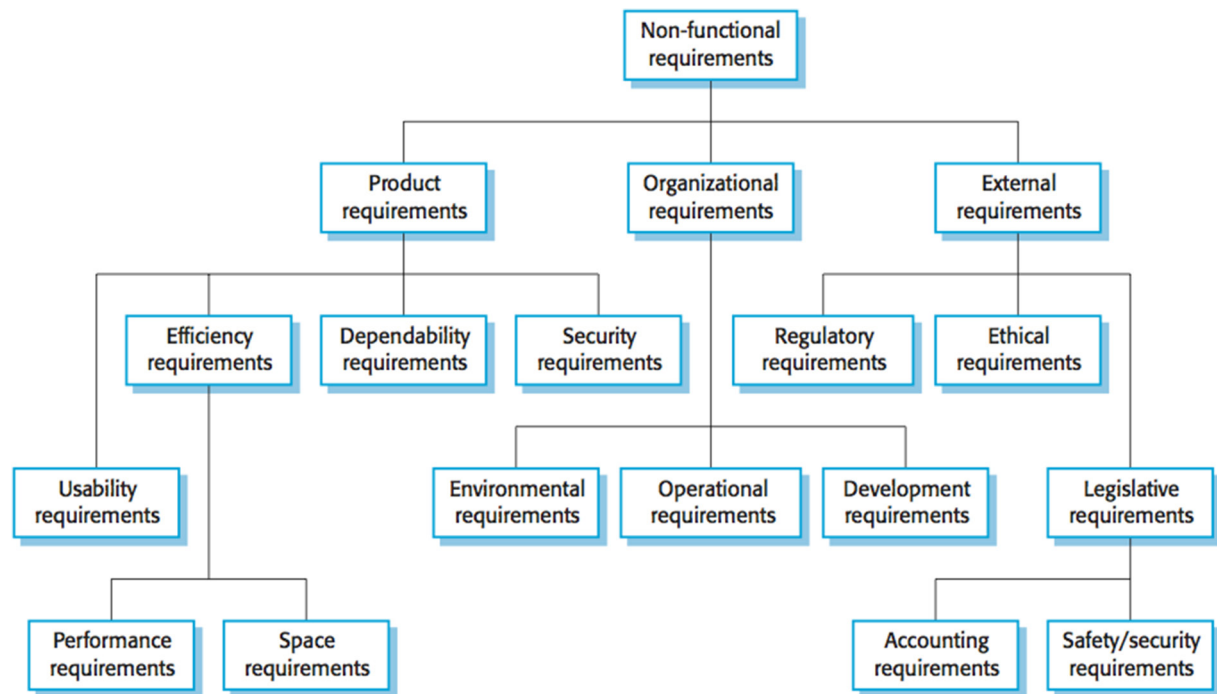 Non-functional
requirements
Product
requirements
Organizational
requirements
External
requirements
Efficiency
requirements
Dependability
requirements
Security
requirements
Regulatory
requirements
Ethical
requirements
Usability
requirements
Environmental
requirements
Operational
requirements
Development
requirements
Legislative
requirements
Performance
requirements
Space
requirements
Accounting
requirements
Safety/security
requirements